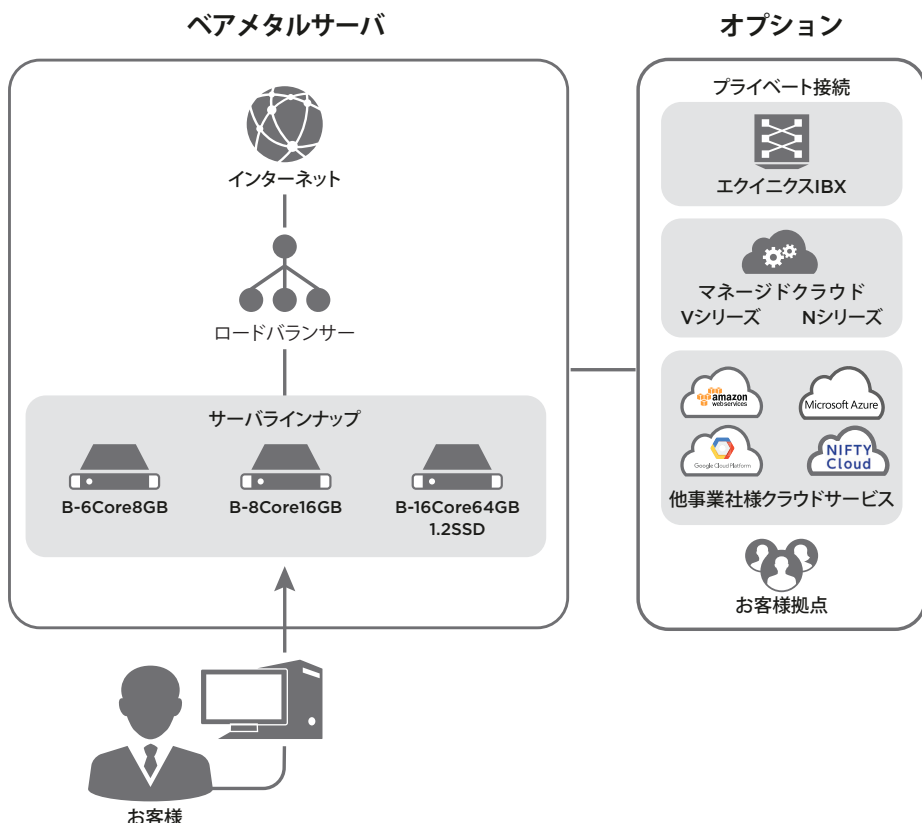 ベアメタルサーバ
インターネット
ロードバランサー
サーバラインナップ
B-6Core8GB
B-8Core16GB
B-16Core64GB
1.2SSD
お客様
オプション
プライベート接続
エクイニクスIBX
マネージドクラウド
Vシリーズ Nシリーズ
amazon
web services
Microsoft Azure
Google Cloud Platform
NIFTY
Cloud
他事業社様クラウドサービス
お客様拠点